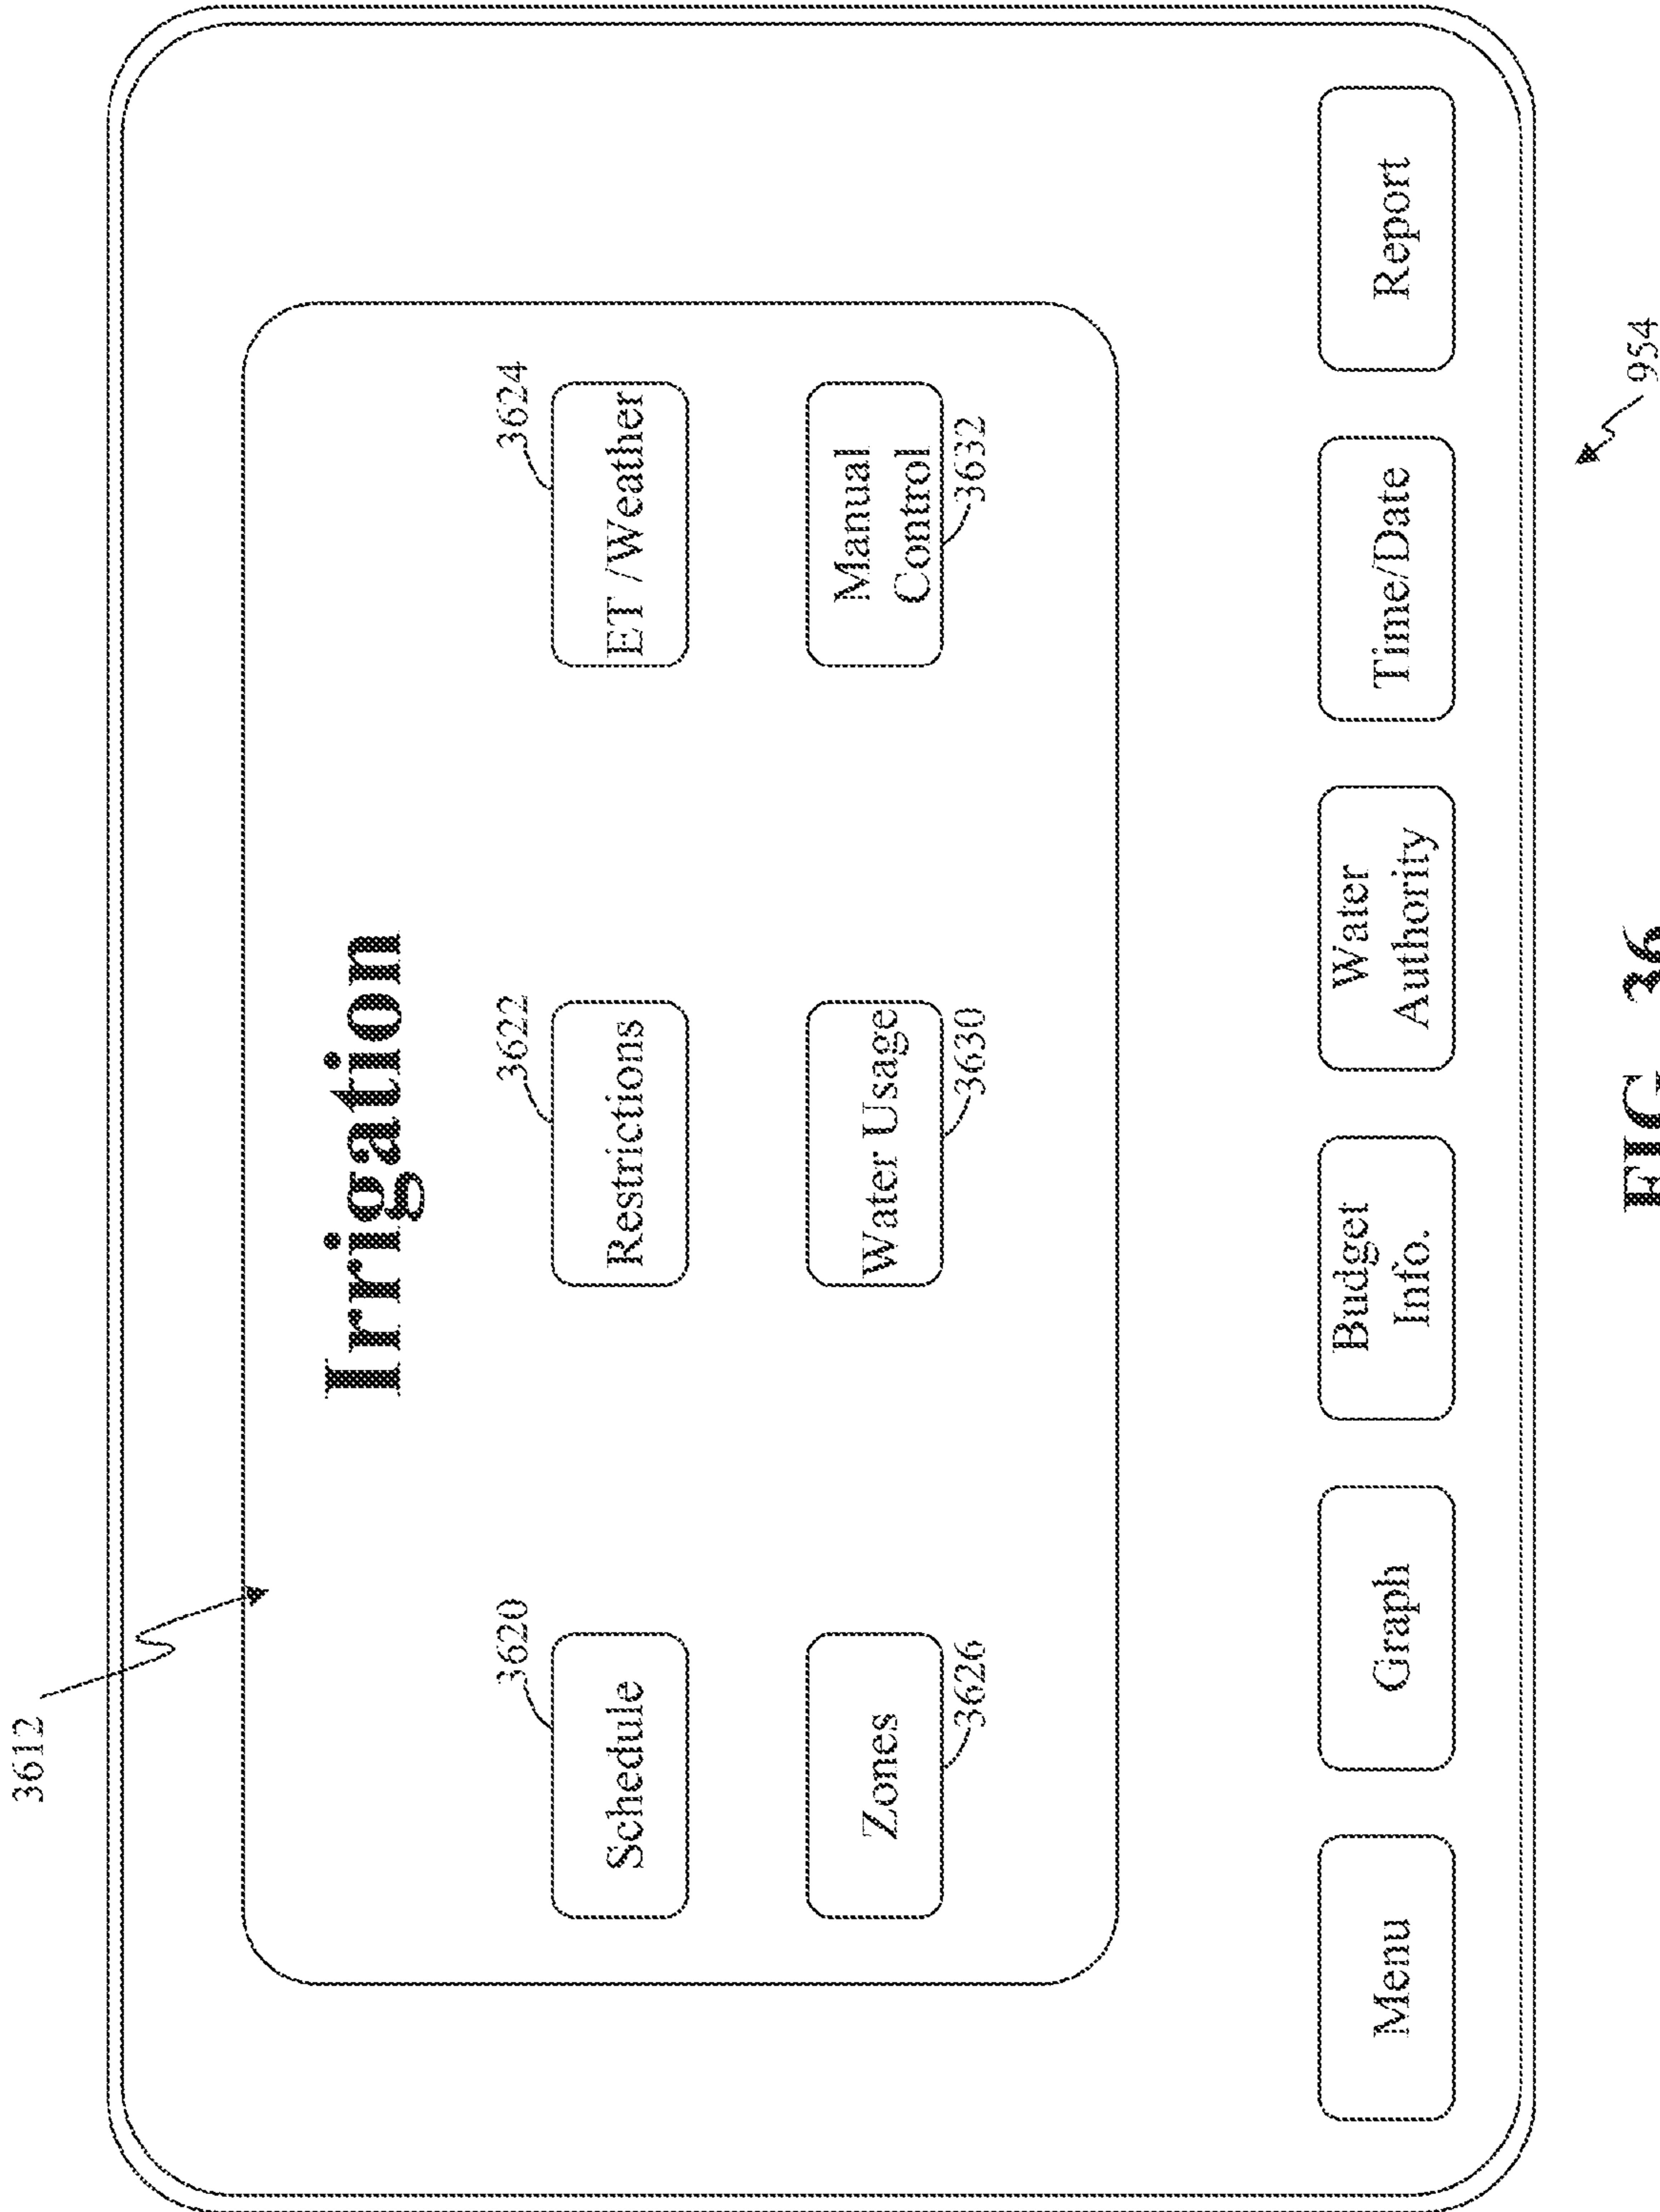 3612
Irrigation
3620
3622
3624
Schedule
Restrictions
ET /Weather
Zones
Water Usage
Manual
Control
3626
3630
3632
Menu
Graph
Budget
Info.
Water
Authority
Time/Date
Report
954
FIG. 36